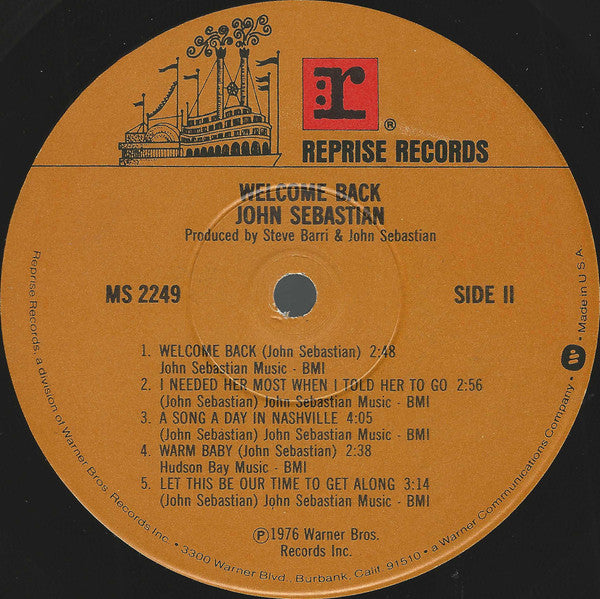 r
®
REPRISE RECORDS
WELCOME BACK
JOHN SEBASTIAN
Produced by Steve Barri & John Sebastian
MS 2249
SIDE II
1. WELCOME BACK (John Sebastian) 2:48
John Sebastian Music - BMI
2. I NEEDED HER MOST WHEN I TOLD HER TO GO 2:56
(John Sebastian) John Sebastian Music - BMI
3. A SONG A DAY IN NASHVILLE 4:05
(John Sebastian) John Sebastian Music - BMI
4. WARM BABY (John Sebastian) 2:38
Hudson Bay Music - BMI
5. LET THIS BE OUR TIME TO GET ALONG 3:14
(John Sebastian) John Sebastian Music - BMI
℗1976 Warner Bros.
Records Inc.
Reprise Records, a division of Warner Bros. Records Inc. • 3300 Warner Blvd., Burbank, Calif. 91510 • a Warner Communications Company. • Made in U.S.A.